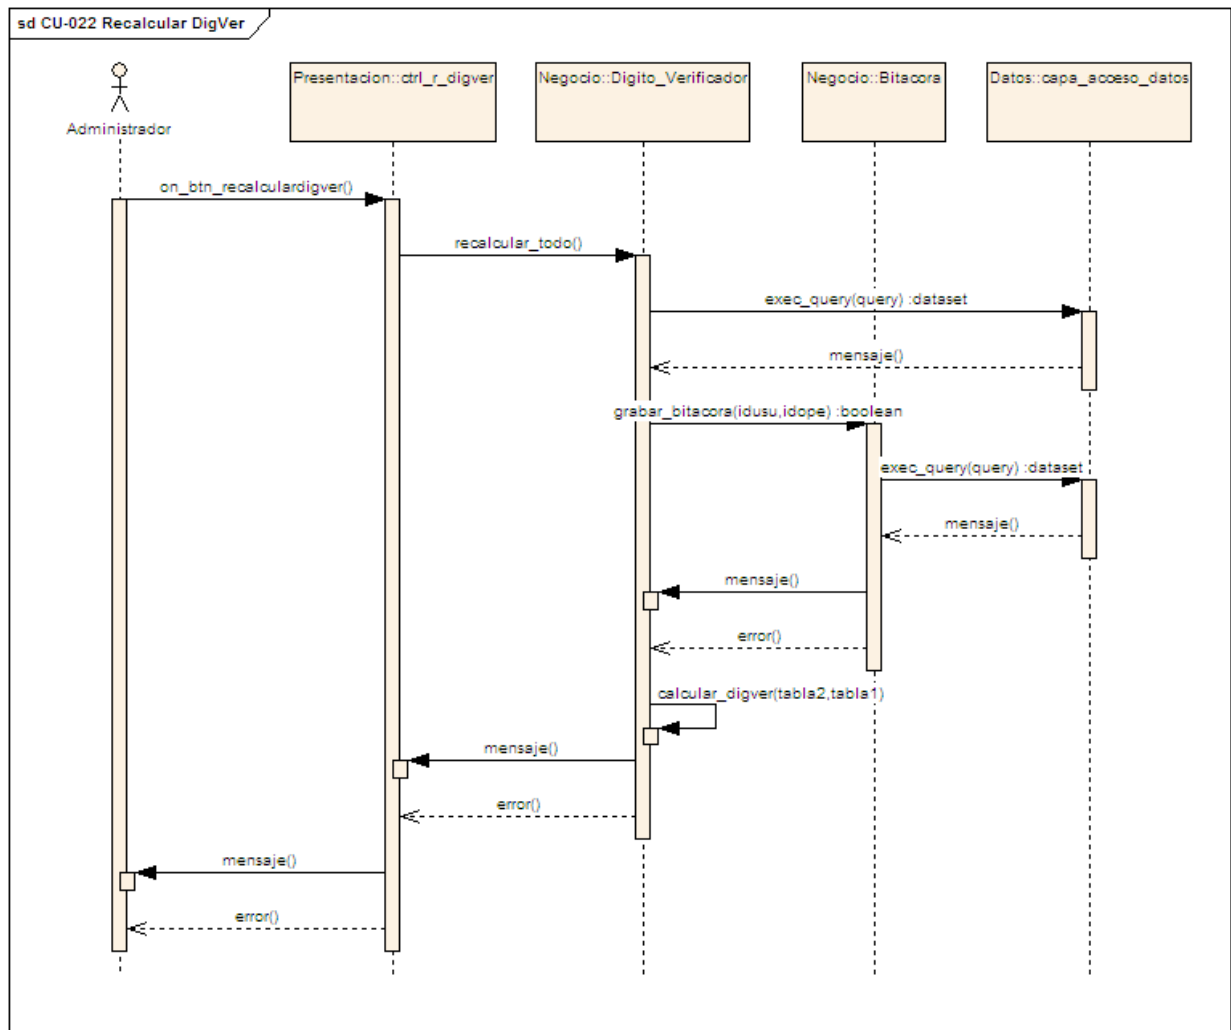 sd CU-022 Recalcular DigVer
Administrador
Presentacion::ctrl_r_digver
Negocio::Digito_Verificador
Negocio::Bitacora
Datos::capa_acceso_datos
on_btn_recalculardigver()
recalcular_todo()
exec_query(query) :dataset
mensaje()
grabar_bitacora(idusu,idope) :boolean
exec_query(query) :dataset
mensaje()
mensaje()
error()
calcular_digver(tabla2,tabla1)
mensaje()
error()
mensaje()
error()